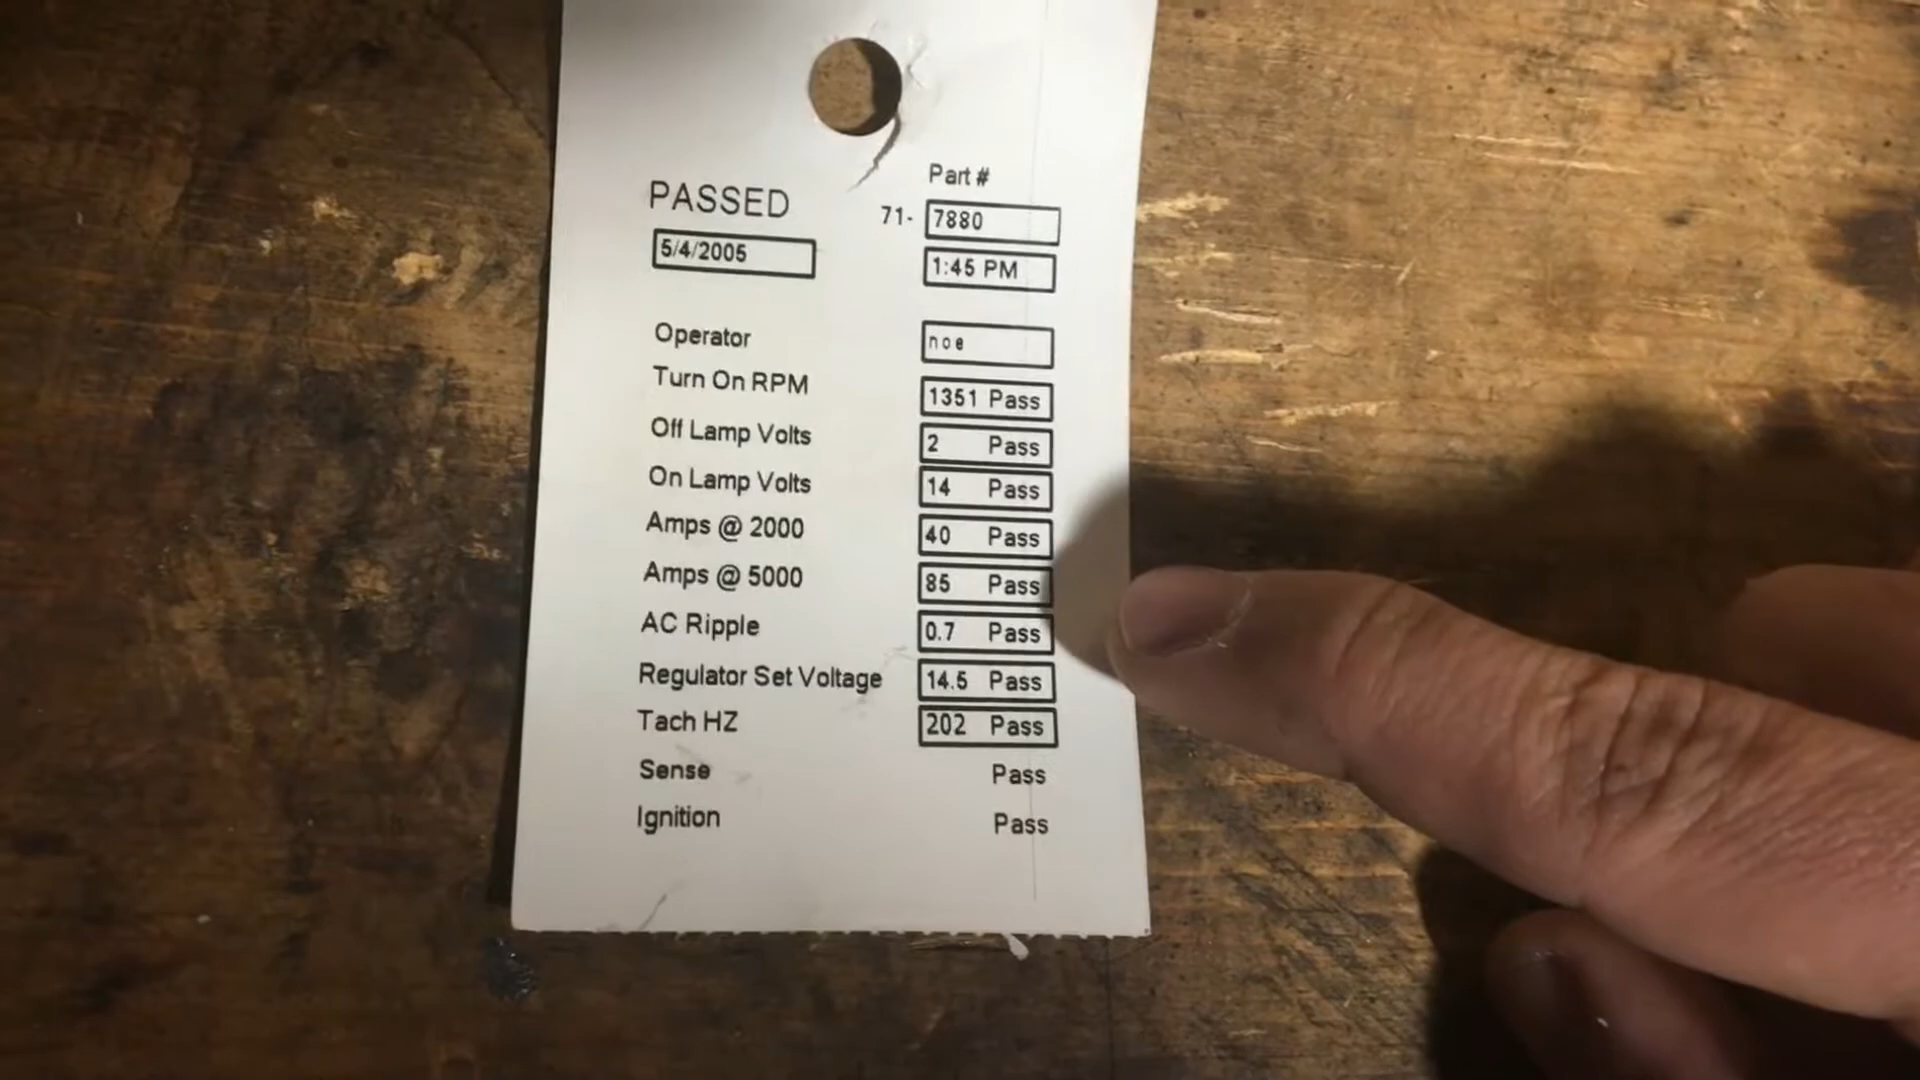 Part #
PASSED 71- 7880
5/4/2005 1:45 PM
Operator noe
Turn On RPM 1351 Pass
Off Lamp Volts 2 Pass
On Lamp Volts 14 Pass
Amps @ 2000 40 Pass
Amps @ 5000 85 Pass
AC Ripple 0.7 Pass
Regulator Set Voltage 14.5 Pass
Tach HZ 202 Pass
Sense Pass
Ignition Pass